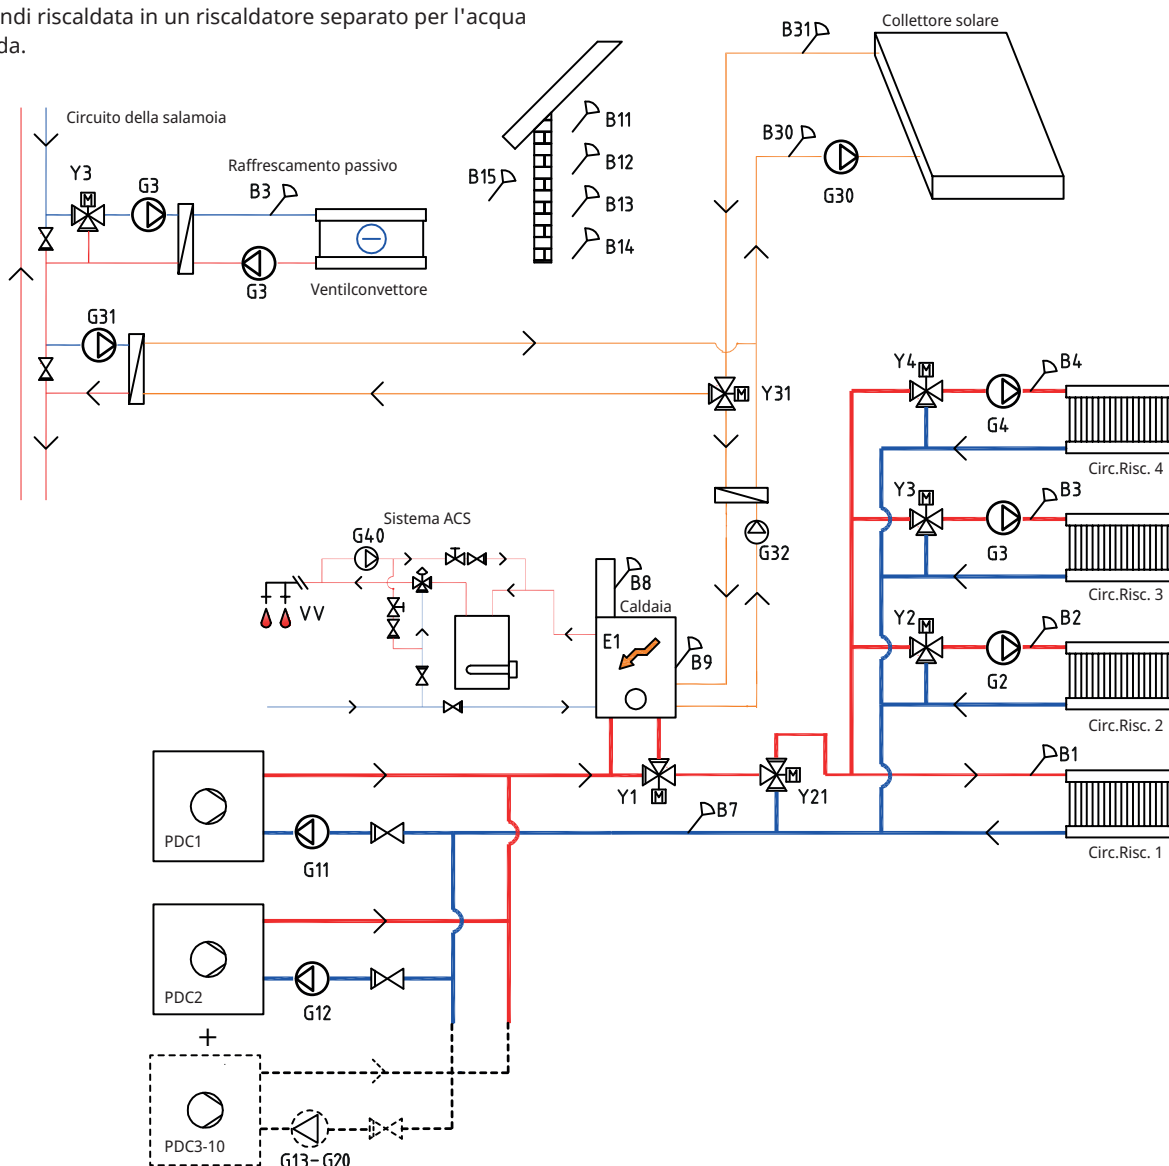 ndi riscaldata in un riscaldatore separato per l'acqua
da.
Collettore solare
B31
Circuito della salamoia
B11
B30
Raffrescamento passivo
B12
Y3
G3
B3
B15
G30
B13
B14
G3
Ventilconvettore
G31
Y4
B4
Y31
G4
Circ.Risc. 4
Y3
B3
Sistema ACS
G40
G32
G3
B8
Circ.Risc. 3
Caldaia
VV
Y2
B2
E1
B9
G2
Circ.Risc. 2
B1
Y1
Y21
B7
PDC1
Circ.Risc. 1
G11
PDC2
G12
+
PDC3-10
G13-G20
M
M
M
M
M
M
M